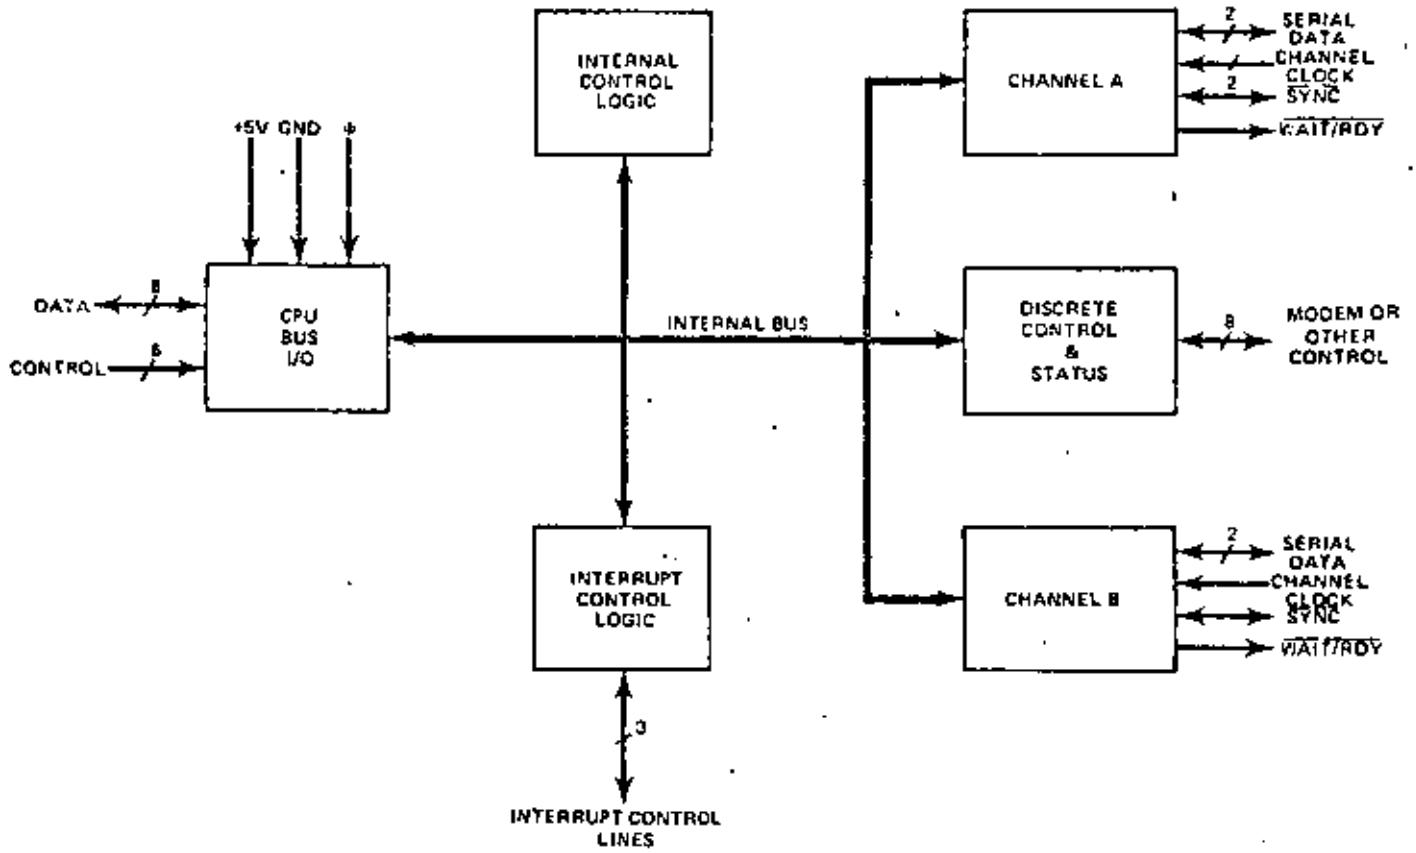 INTERNAL
CONTROL
LOGIC
CHANNEL A
2
SERIAL
DATA
CHANNEL
CLOCK
2
SYNC
WAIT/RDY
+5V GND Φ
DATA
8
CONTROL
6
CPU
BUS
I/O
INTERNAL BUS
DISCRETE
CONTROL
&
STATUS
8
MODEM OR
OTHER
CONTROL
INTERRUPT
CONTROL
LOGIC
3
INTERRUPT CONTROL
LINES
CHANNEL B
2
SERIAL
DATA
CHANNEL
CLOCK
SYNC
WAIT/RDY